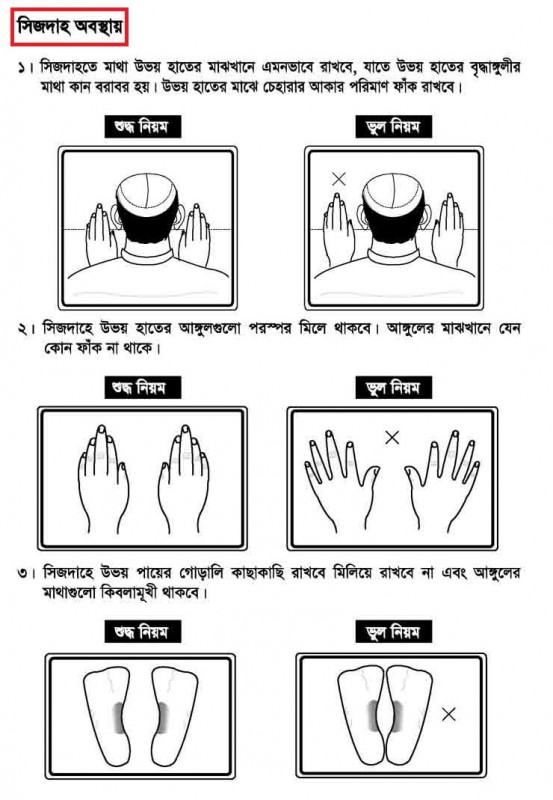 সিজদাহ অবস্থায়
১। সিজদাহতে মাথা উভয় হাতের মাঝখানে এমনভাবে রাখবে, যাতে উভয় হাতের বৃদ্ধাঙ্গুলীর
মাথা কান বরাবর হয়। উভয় হাতের মাঝে চেহারার আকার পরিমাণ ফাঁক রাখবে।
শুদ্ধ নিয়ম
ভুল নিয়ম
২। সিজদাহে উভয় হাতের আঙ্গুলগুলো পরস্পর মিলে থাকবে। আঙ্গুলের মাঝখানে যেন
কোন ফাঁক না থাকে।
শুদ্ধ নিয়ম
ভুল নিয়ম
৩। সিজদাহে উভয় পায়ের গোড়ালি কাছাকাছি রাখবে মিলিয়ে রাখবে না এবং আঙ্গুলের
মাথাগুলো কিবলামূখী থাকবে।
শুদ্ধ নিয়ম
ভুল নিয়ম